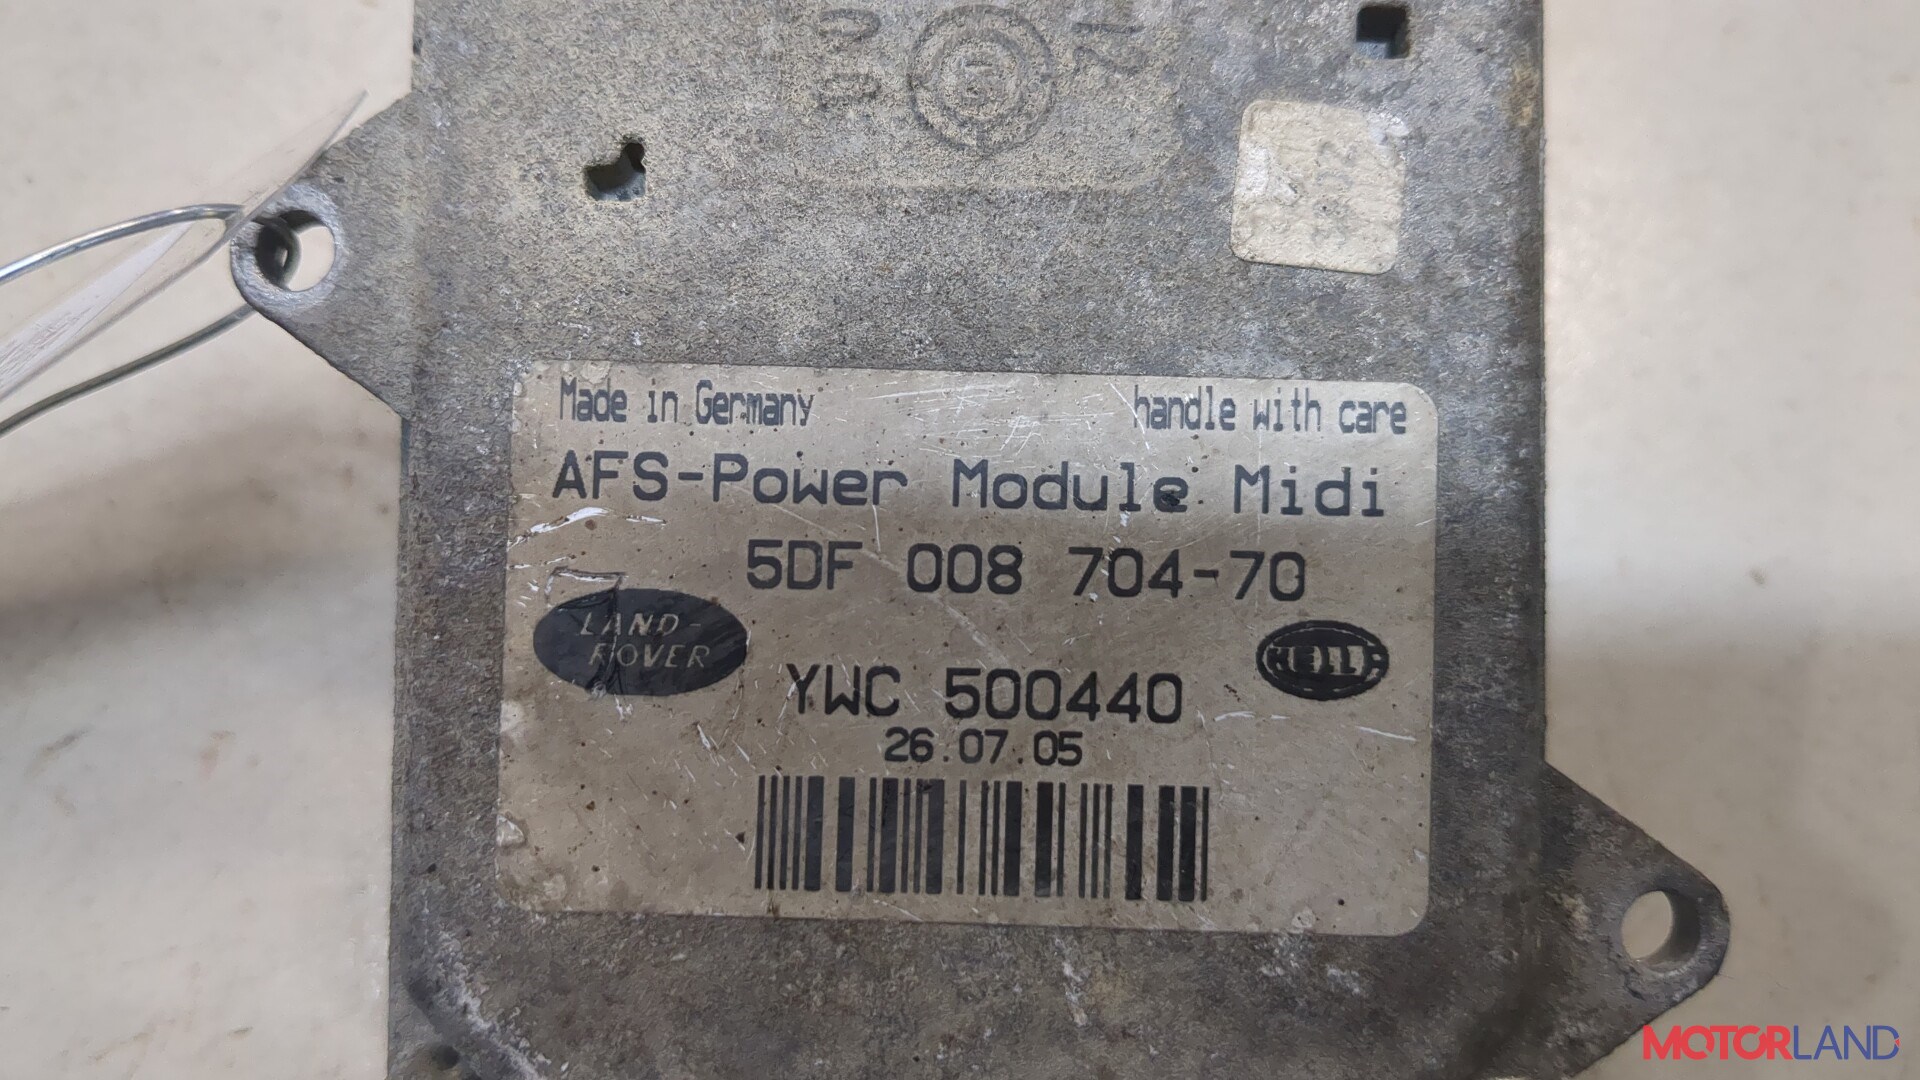 Made in Germany handle with care
AFS-Power Module Midi
5DF 008 704-70
LAND-
ROVER
HELLA
YWC 500440
26.07.05
MOTORLAND